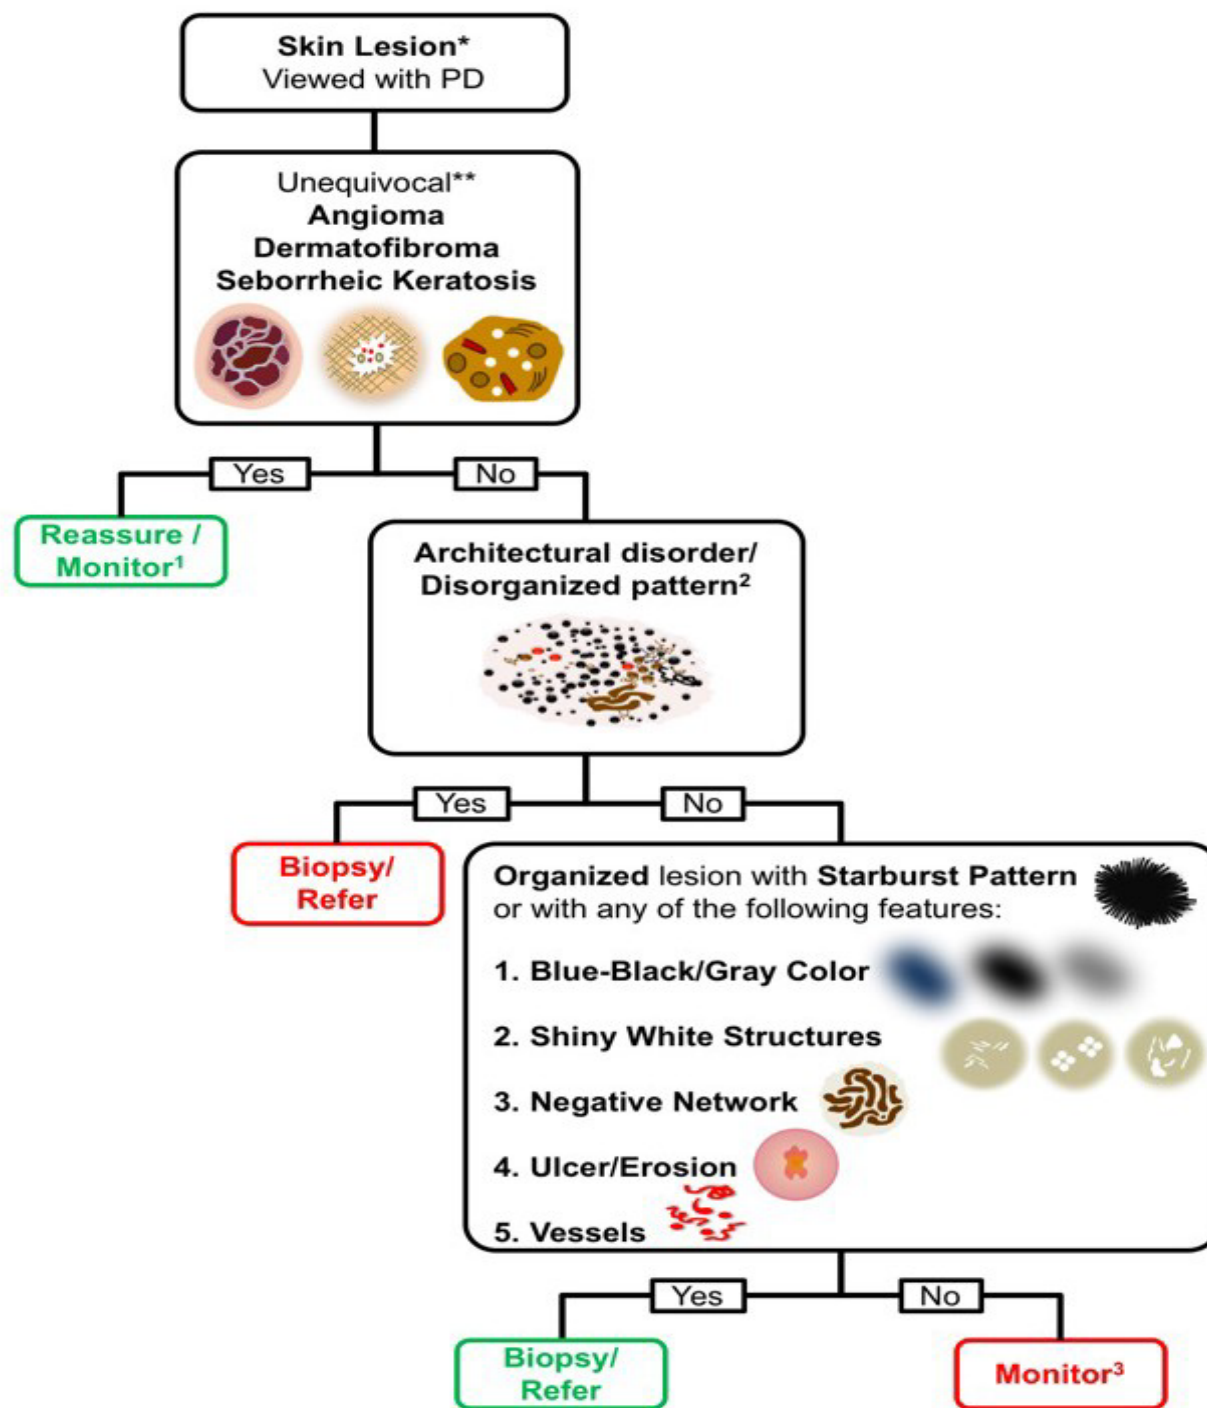 Skin Lesion*
Viewed with PD
Unequivocal**
Angioma
Dermatofibroma
Seborrheic Keratosis
Yes
No
Reassure /
Monitor¹
Architectural disorder/
Disorganized pattern²
Yes
No
Biopsy/
Refer
Organized lesion with Starburst Pattern
or with any of the following features:
1. Blue-Black/Gray Color
2. Shiny White Structures
3. Negative Network
4. Ulcer/Erosion
5. Vessels
Yes
No
Biopsy/
Refer
Monitor³